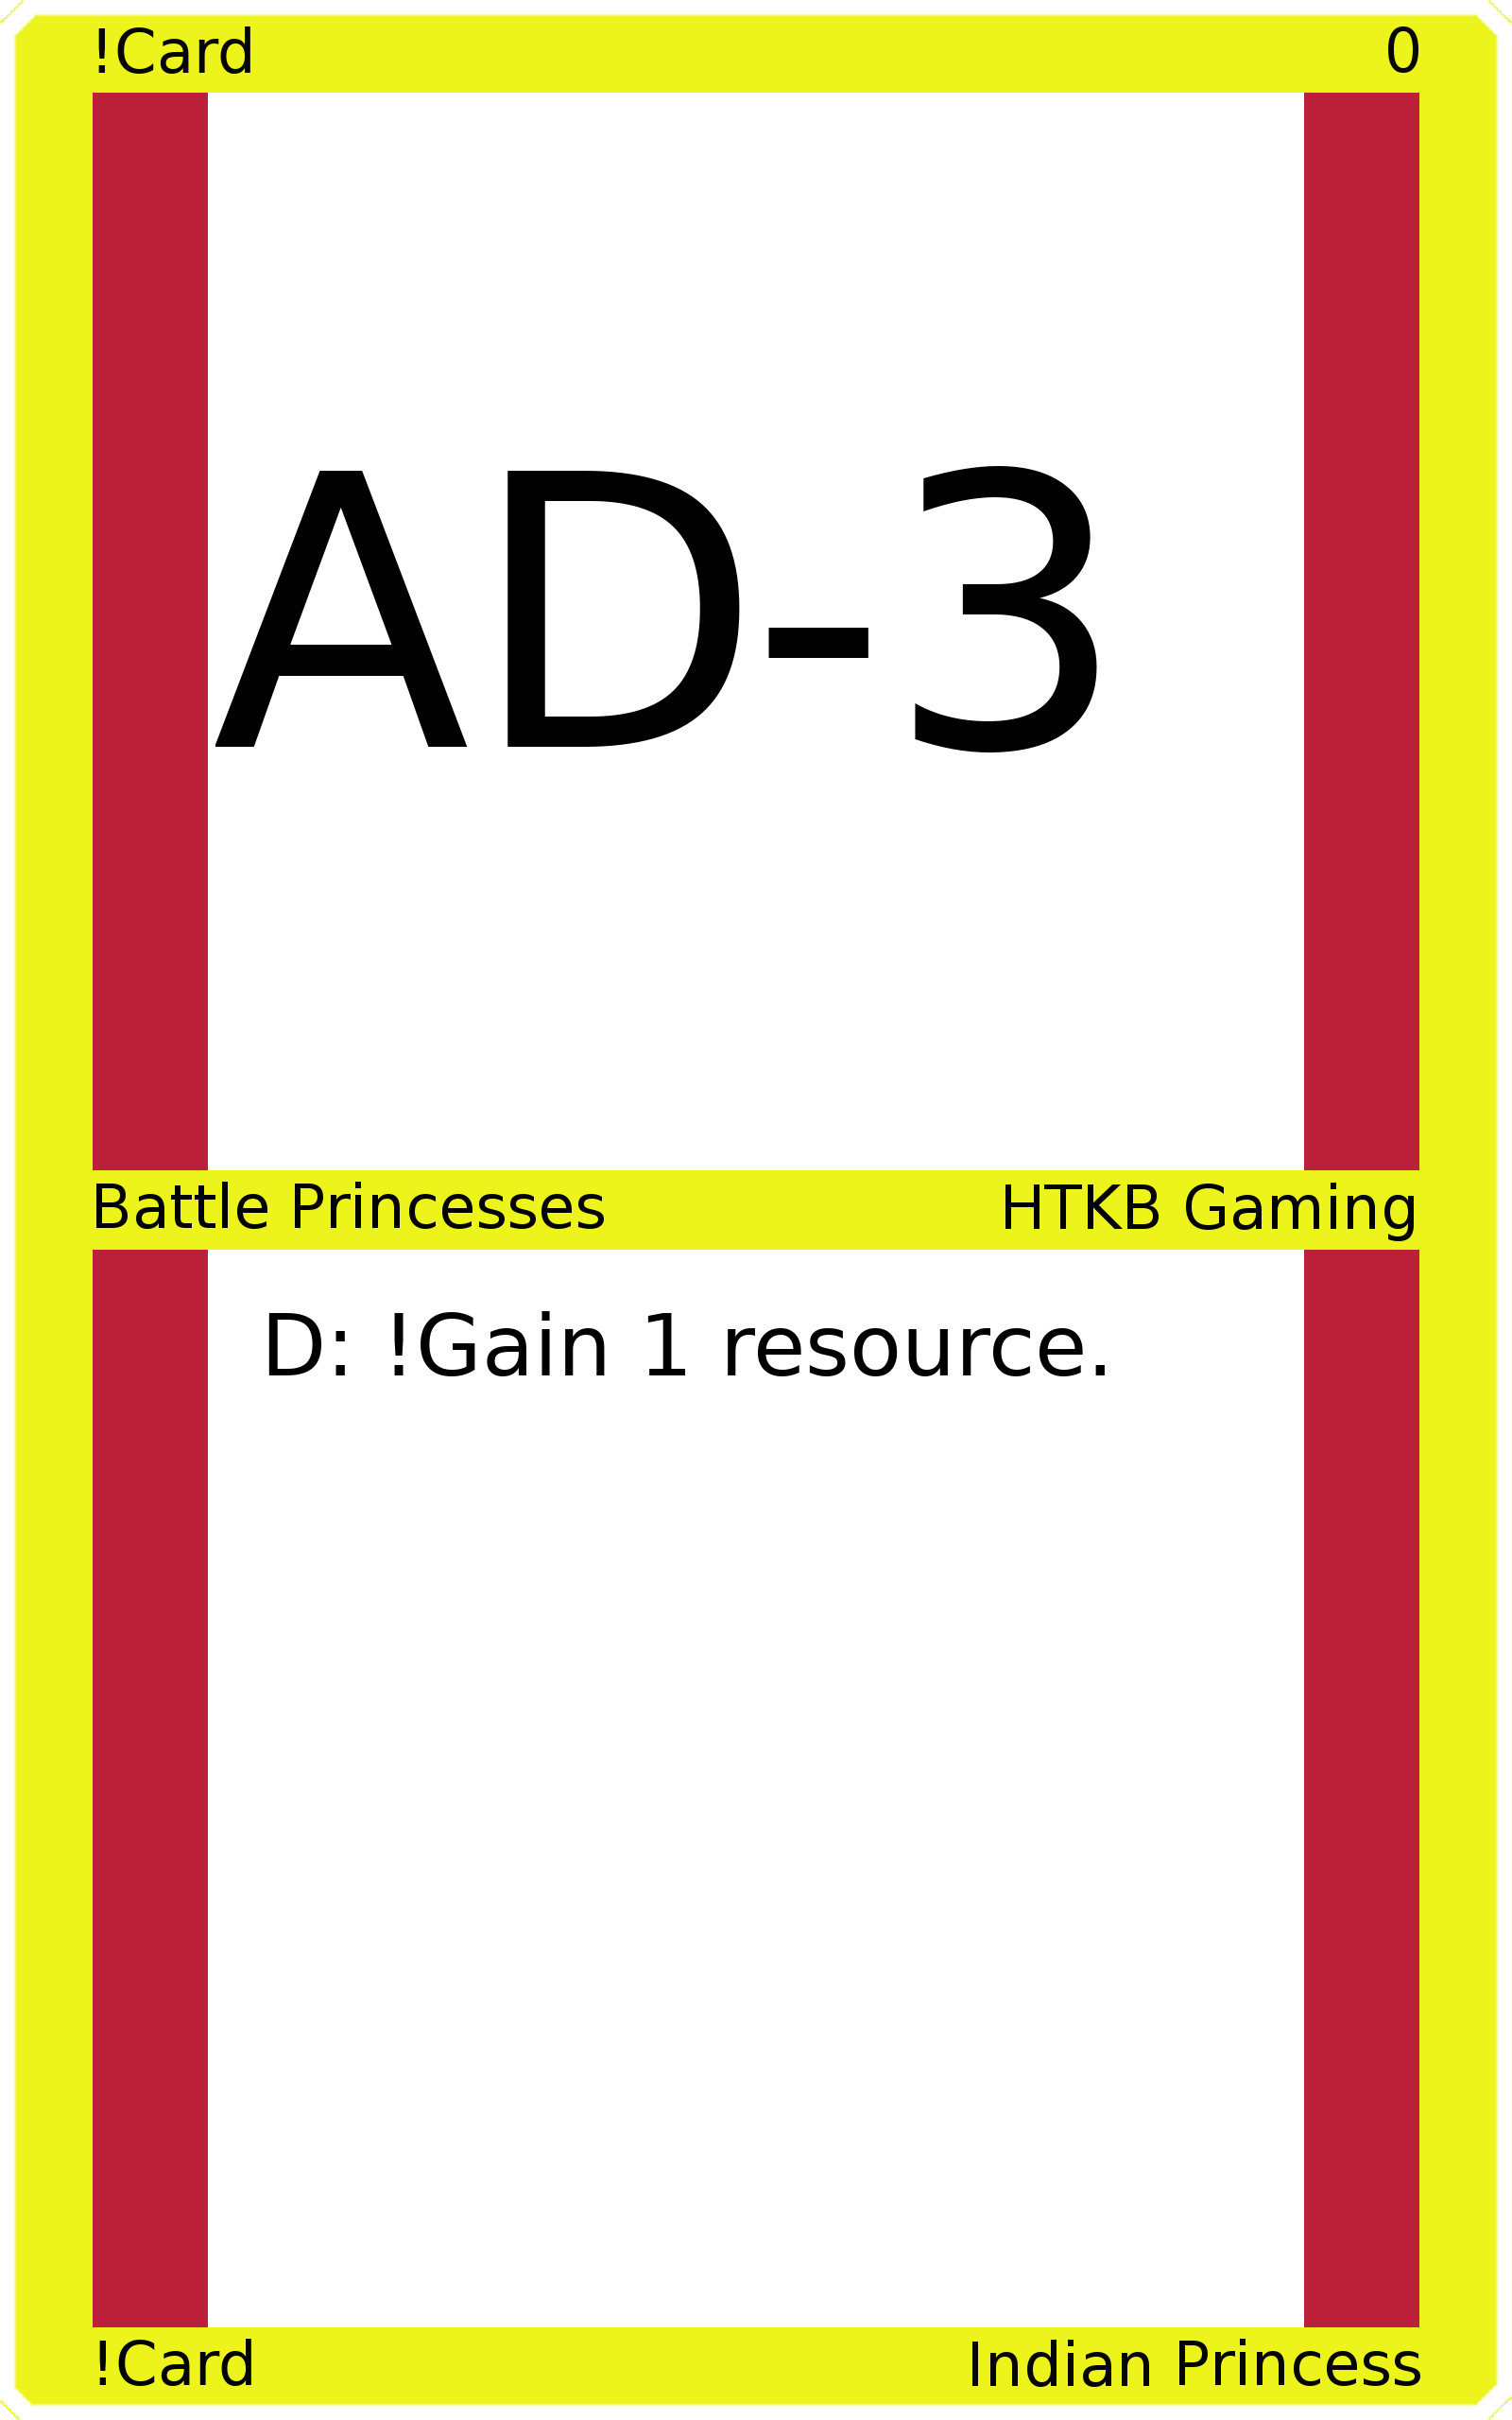 !Card 0
AD-3
Battle Princesses HTKB Gaming
D: !Gain 1 resource.
!Card Indian Princess